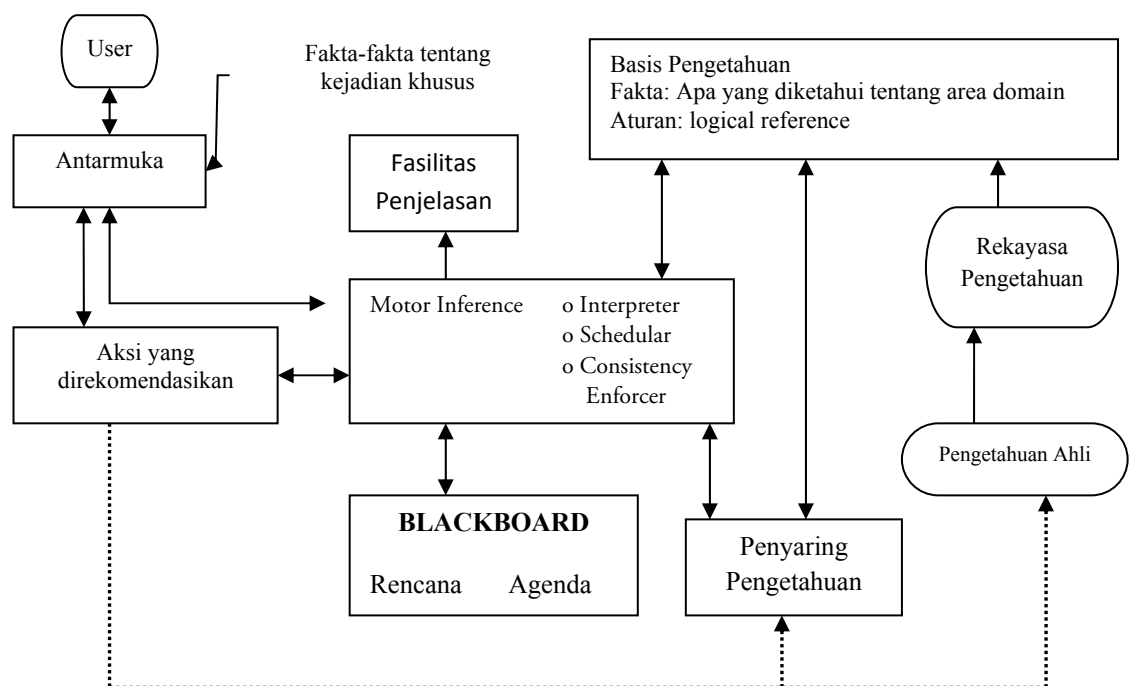 User
Fakta-fakta tentang
kejadian khusus
Basis Pengetahuan
Fakta: Apa yang diketahui tentang area domain
Aturan: logical reference
Antarmuka
Fasilitas
Penjelasan
Rekayasa
Pengetahuan
Motor Inference
o Interpreter
o Schedular
o Consistency
Enforcer
Aksi yang
direkomendasikan
Pengetahuan Ahli
BLACKBOARD
Rencana Agenda
Penyaring
Pengetahuan